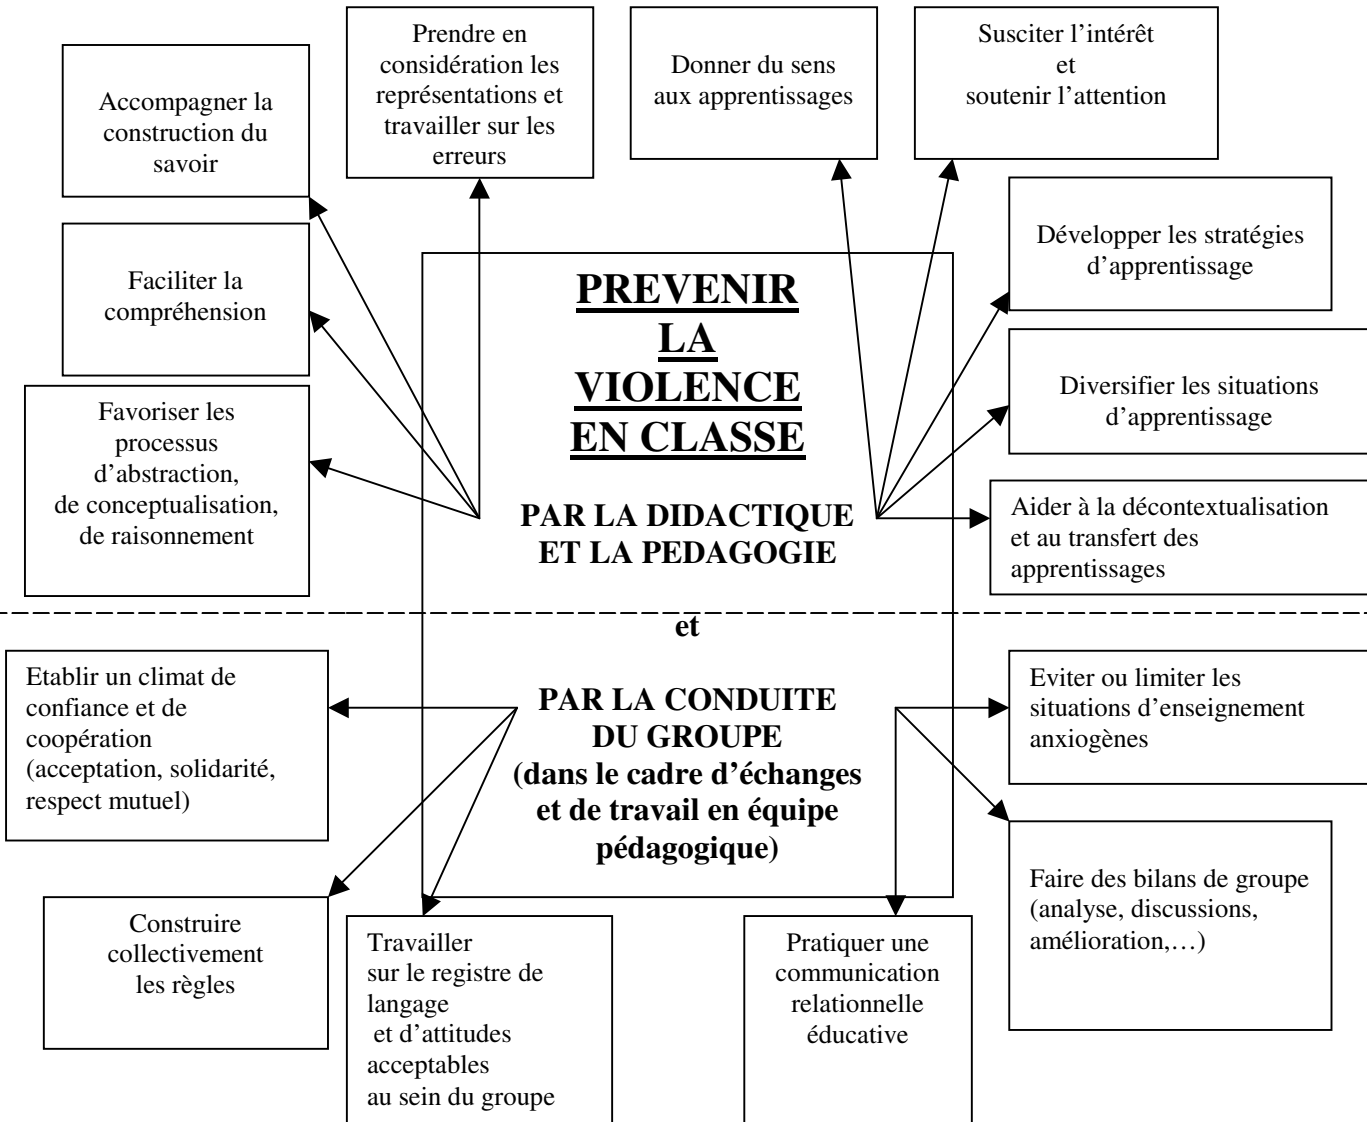 Accompagner la
construction du
savoir
Prendre en
considération les
représentations et
travailler sur les
erreurs
Donner du sens
aux apprentissages
Susciter l’intérêt
et
soutenir l’attention
Faciliter la
compréhension
Développer les stratégies
d’apprentissage
Favoriser les
processus
d’abstraction,
de conceptualisation,
de raisonnement
Diversifier les situations
d’apprentissage
Aider à la décontextualisation
et au transfert des
apprentissages
PREVENIR
LA
VIOLENCE
EN CLASSE
PAR LA DIDACTIQUE
ET LA PEDAGOGIE
et
PAR LA CONDUITE
DU GROUPE
(dans le cadre d’échanges
et de travail en équipe
pédagogique)
Etablir un climat de
confiance et de
coopération
(acceptation, solidarité,
respect mutuel)
Eviter ou limiter les
situations d’enseignement
anxiogènes
Construire
collectivement
les règles
Travailler
sur le registre de
langage
et d’attitudes
acceptables
au sein du groupe
Pratiquer une
communication
relationnelle
éducative
Faire des bilans de groupe
(analyse, discussions,
amélioration,…)